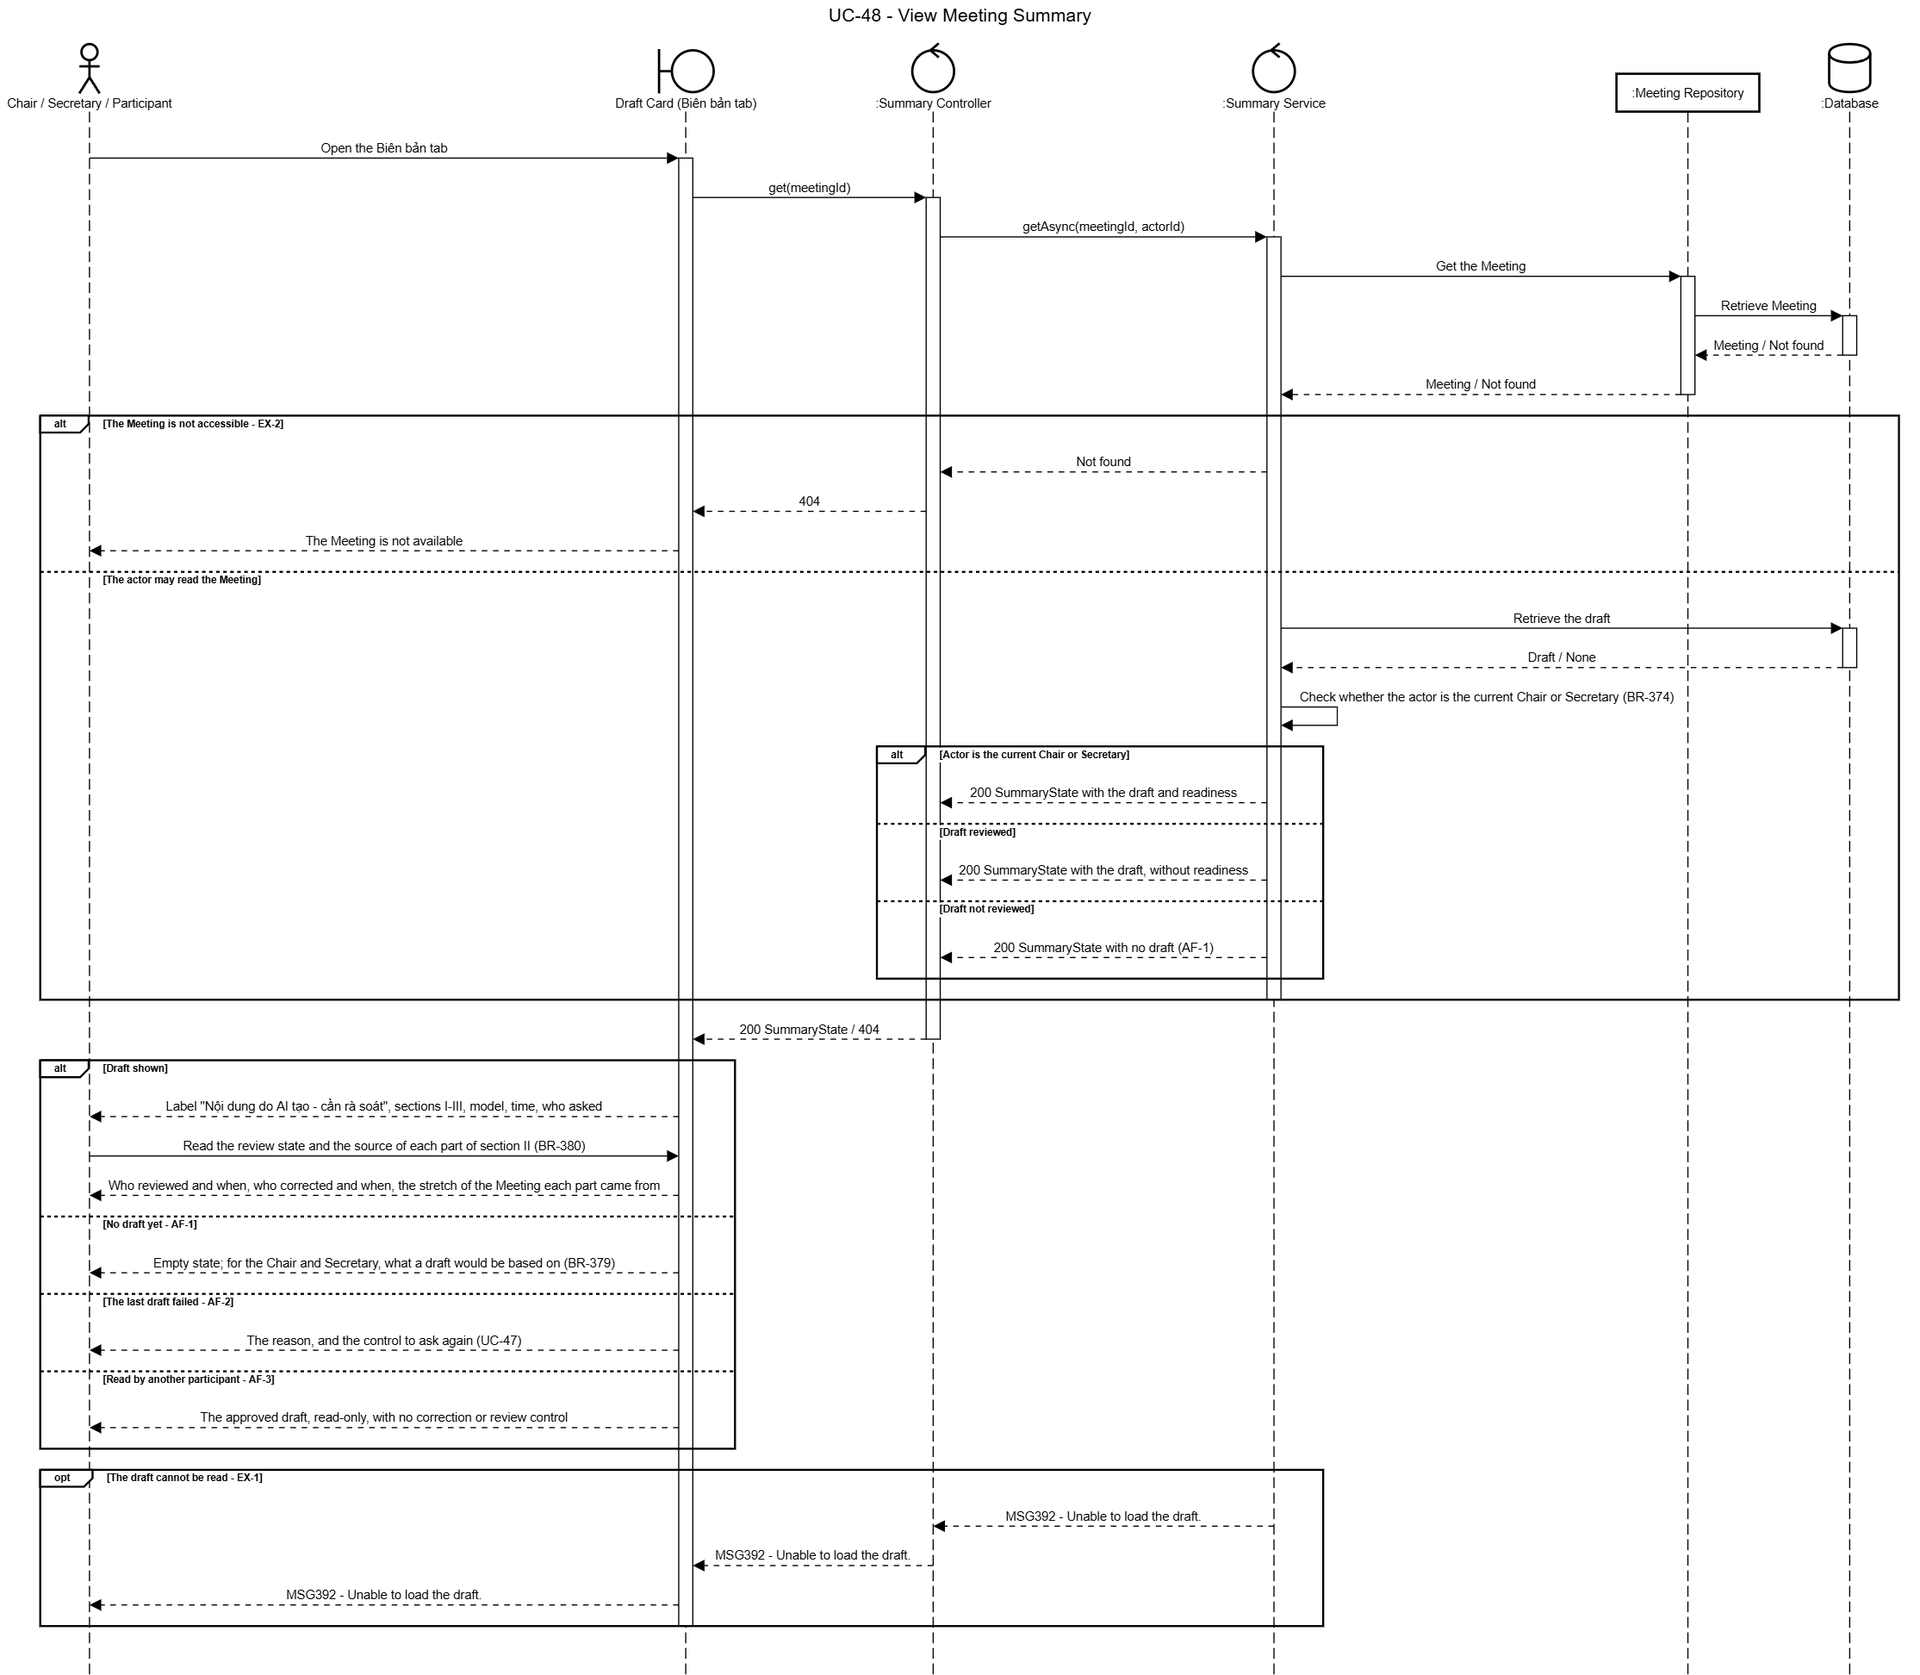 UC-48 - View Meeting Summary
Chair / Secretary / Participant
Draft Card (Biên bản tab)
:Summary Controller
:Summary Service
:Meeting Repository
:Database
Open the Biên bản tab
get(meetingId)
getAsync(meetingId, actorId)
Get the Meeting
Retrieve Meeting
Meeting / Not found
Meeting / Not found
alt
[The Meeting is not accessible - EX-2]
Not found
404
The Meeting is not available
[The actor may read the Meeting]
Retrieve the draft
Draft / None
Check whether the actor is the current Chair or Secretary (BR-374)
alt
[Actor is the current Chair or Secretary]
200 SummaryState with the draft and readiness
[Draft reviewed]
200 SummaryState with the draft, without readiness
[Draft not reviewed]
200 SummaryState with no draft (AF-1)
200 SummaryState / 404
alt
[Draft shown]
Label "Nội dung do AI tạo - cần rà soát", sections I-III, model, time, who asked
Read the review state and the source of each part of section II (BR-380)
Who reviewed and when, who corrected and when, the stretch of the Meeting each part came from
[No draft yet - AF-1]
Empty state; for the Chair and Secretary, what a draft would be based on (BR-379)
[The last draft failed - AF-2]
The reason, and the control to ask again (UC-47)
[Read by another participant - AF-3]
The approved draft, read-only, with no correction or review control
opt
[The draft cannot be read - EX-1]
MSG392 - Unable to load the draft.
MSG392 - Unable to load the draft.
MSG392 - Unable to load the draft.